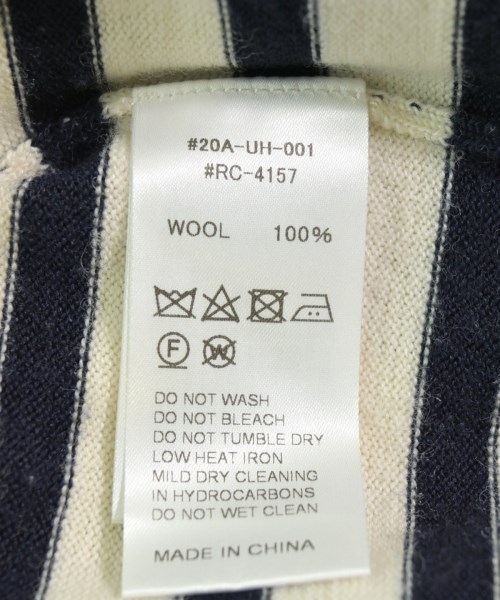 #20A-UH-001
#RC-4157
WOOL 100%
F W
DO NOT WASH
DO NOT BLEACH
DO NOT TUMBLE DRY
LOW HEAT IRON
MILD DRY CLEANING
IN HYDROCARBONS
DO NOT WET CLEAN
MADE IN CHINA